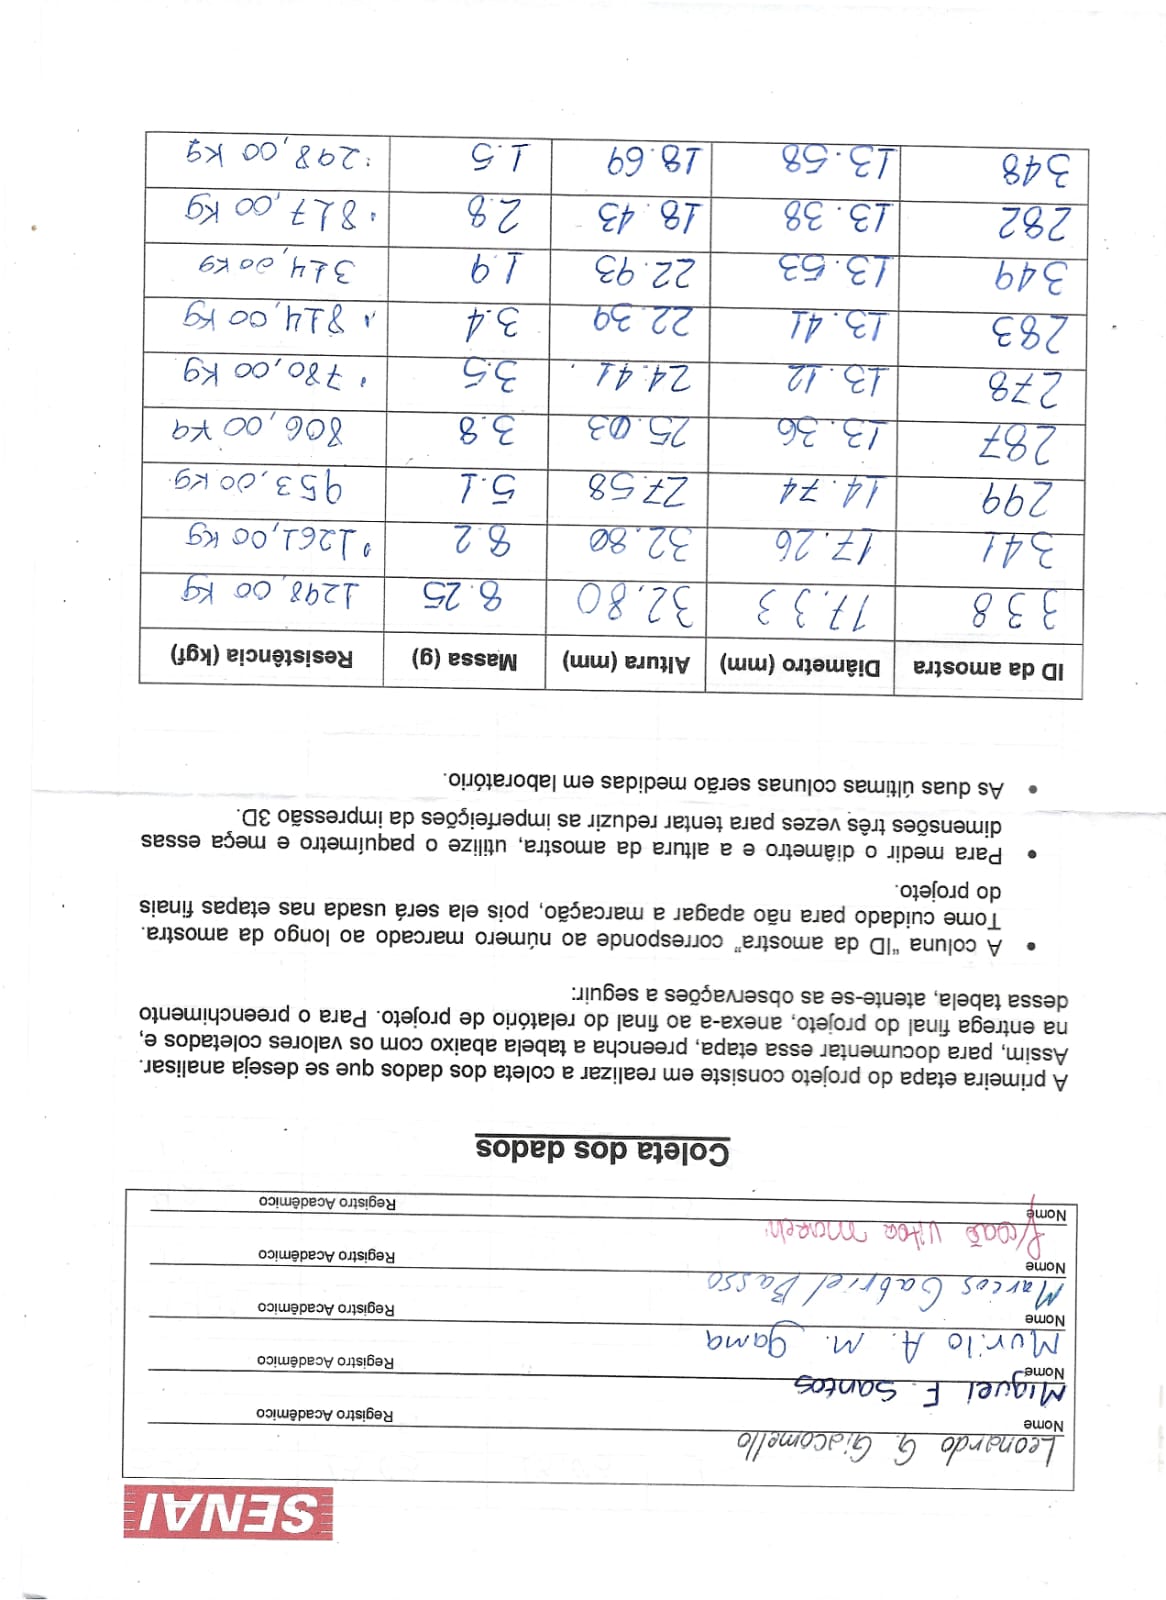 SENAI
Leonardo G. Giacomello
Nome Registro Acadêmico
Miguel F. Santos
Nome Registro Acadêmico
Murilo A. M. gama
Nome Registro Acadêmico
Marcos Gabriel Basso
Nome Registro Acadêmico
Vitor
Nome Registro Acadêmico
Coleta dos dados
A primeira etapa do projeto consiste em realizar a coleta dos dados que se deseja analisar.
Assim, para documentar essa etapa, preencha a tabela abaixo com os valores coletados e,
na entrega final do projeto, anexa-a ao final do relatório de projeto. Para o preenchimento
dessa tabela, atente-se as observações a seguir:
• A coluna “ID da amostra” corresponde ao número marcado ao longo da amostra.
Tome cuidado para não apagar a marcação, pois ela será usada nas etapas finais
do projeto.
• Para medir o diâmetro e a altura da amostra, utilize o paquímetro e meça essas
dimensões três vezes para tentar reduzir as imperfeições da impressão 3D.
• As duas últimas colunas serão medidas em laboratório.
ID da amostra Diâmetro (mm) Altura (mm) Massa (g) Resistência (kgf)
338 17.33 32.80 8.25 1298,00 Kg
341 17.26 32.80 8.2 1261,00 Kg
299 14.74 27.58 5.1 953,00 Kg
287 13.36 25.03 3.8 806,00 Kg
278 13.12 24.41 3.5 780,00 Kg
283 13.41 22.39 3.4 814,00 Kg
349 13.53 22.93 1.9 314,00 Kg
282 13.38 18.43 2.8 817,00 Kg
348 13.58 18.69 1.5 298,00 Kg